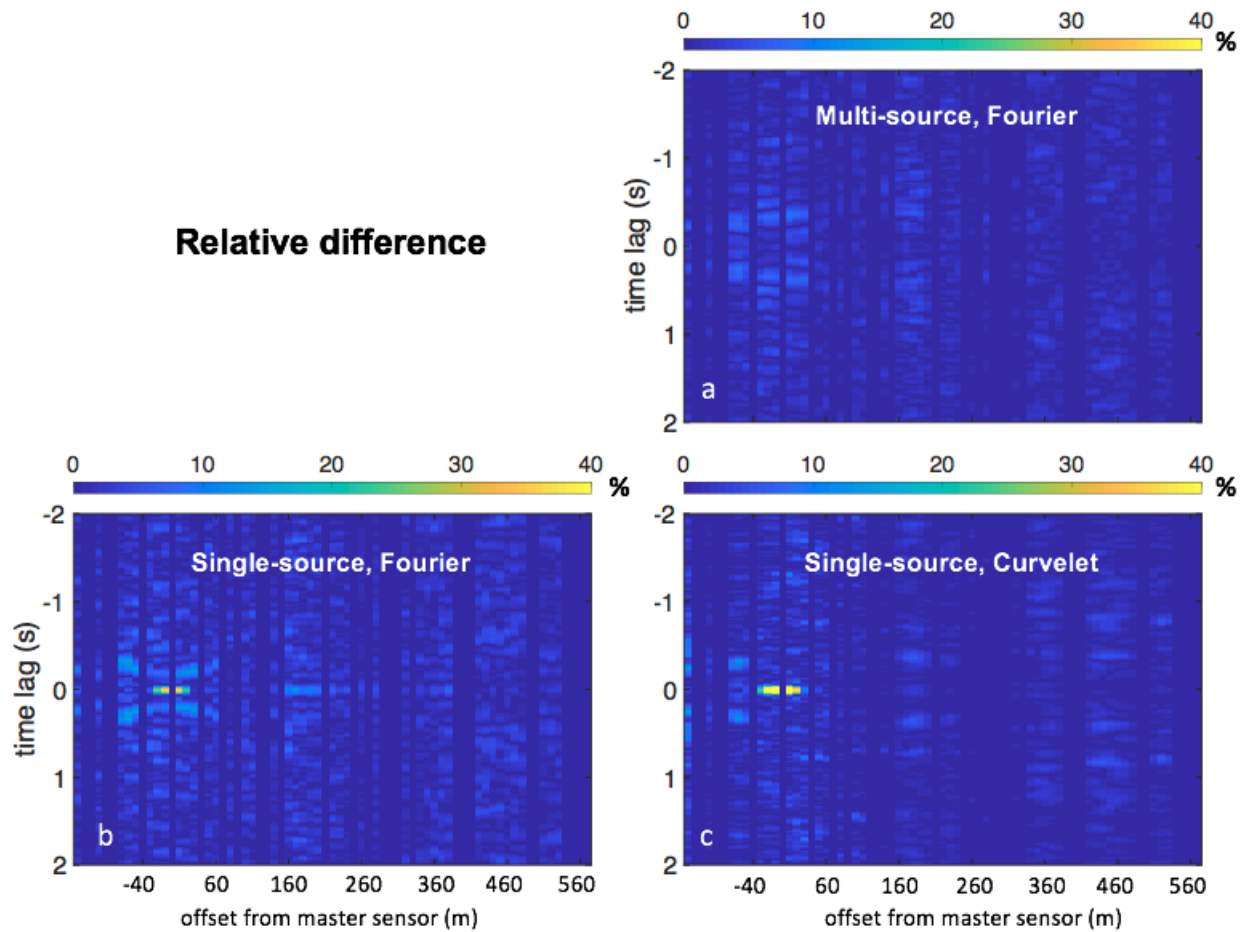 0 10 20 30 40 %
-2
Multi-source, Fourier
-1
Relative difference
time lag (s)
0
1
a
2
0 10 20 30 40 %
-2
Single-source, Fourier
-1
time lag (s)
0
1
b
2
-40 60 160 260 360 460 560
offset from master sensor (m)
0 10 20 30 40 %
-2
Single-source, Curvelet
-1
0
1
c
2
-40 60 160 260 360 460 560
offset from master sensor (m)